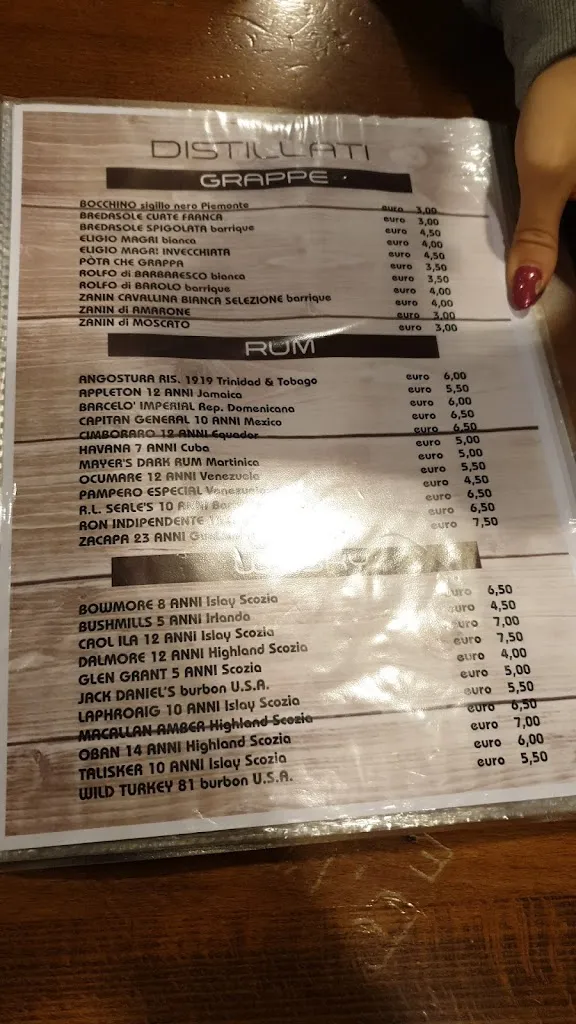 DISTILLATI
GRAPPE
BOCCHINO sigillo nero Piemonte euro 3,00
BREDASOLE CUATE FRANCA euro 3,00
BREDASOLE SPIGOLATA barrique euro 4,50
ELIGIO MAGRI bianca euro 4,00
ELIGIO MAGRI INVECCHIATA euro 4,50
PÒTA CHE GRAPPA euro 3,50
ROLFO di BARBARESCO bianca euro 3,50
ROLFO di BAROLO barrique euro 4,00
ZANIN CAVALLINA BIANCA SELEZIONE barrique euro 4,00
ZANIN di AMARONE euro 3,00
ZANIN di MOSCATO euro 3,00
RUM
ANGOSTURA RIS. 1919 Trinidad & Tobago euro 6,00
APPLETON 12 ANNI Jamaica euro 5,50
BARCELO' IMPERIAL Rep. Domenicana euro 6,00
CAPITAN GENERAL 10 ANNI Mexico euro 6,50
CIMBORARO 12 ANNI Equador euro 6,50
HAVANA 7 ANNI Cuba euro 5,00
MAYER'S DARK RUM Martinica euro 5,00
OCUMARE 12 ANNI Venezuela euro 5,50
PAMPERO ESPECIAL Venezuela euro 4,50
R.L. SEALE'S 10 ANNI euro 6,50
RON INDIPENDENTE euro 6,50
ZACAPA 23 ANNI euro 7,50
BOWMORE 8 ANNI Islay Scozia euro 6,50
BUSHMILLS 5 ANNI Irlanda euro 4,50
CAOL ILA 12 ANNI Islay Scozia euro 7,00
DALMORE 12 ANNI Highland Scozia euro 7,50
GLEN GRANT 5 ANNI Scozia euro 4,00
JACK DANIEL'S burbon U.S.A. euro 5,00
LAPHROAIG 10 ANNI Islay Scozia euro 5,50
MACALLAN AMBER Highland Scozia euro 6,50
OBAN 14 ANNI Highland Scozia euro 7,00
TALISKER 10 ANNI Islay Scozia euro 6,00
WILD TURKEY 81 burbon U.S.A. euro 5,50